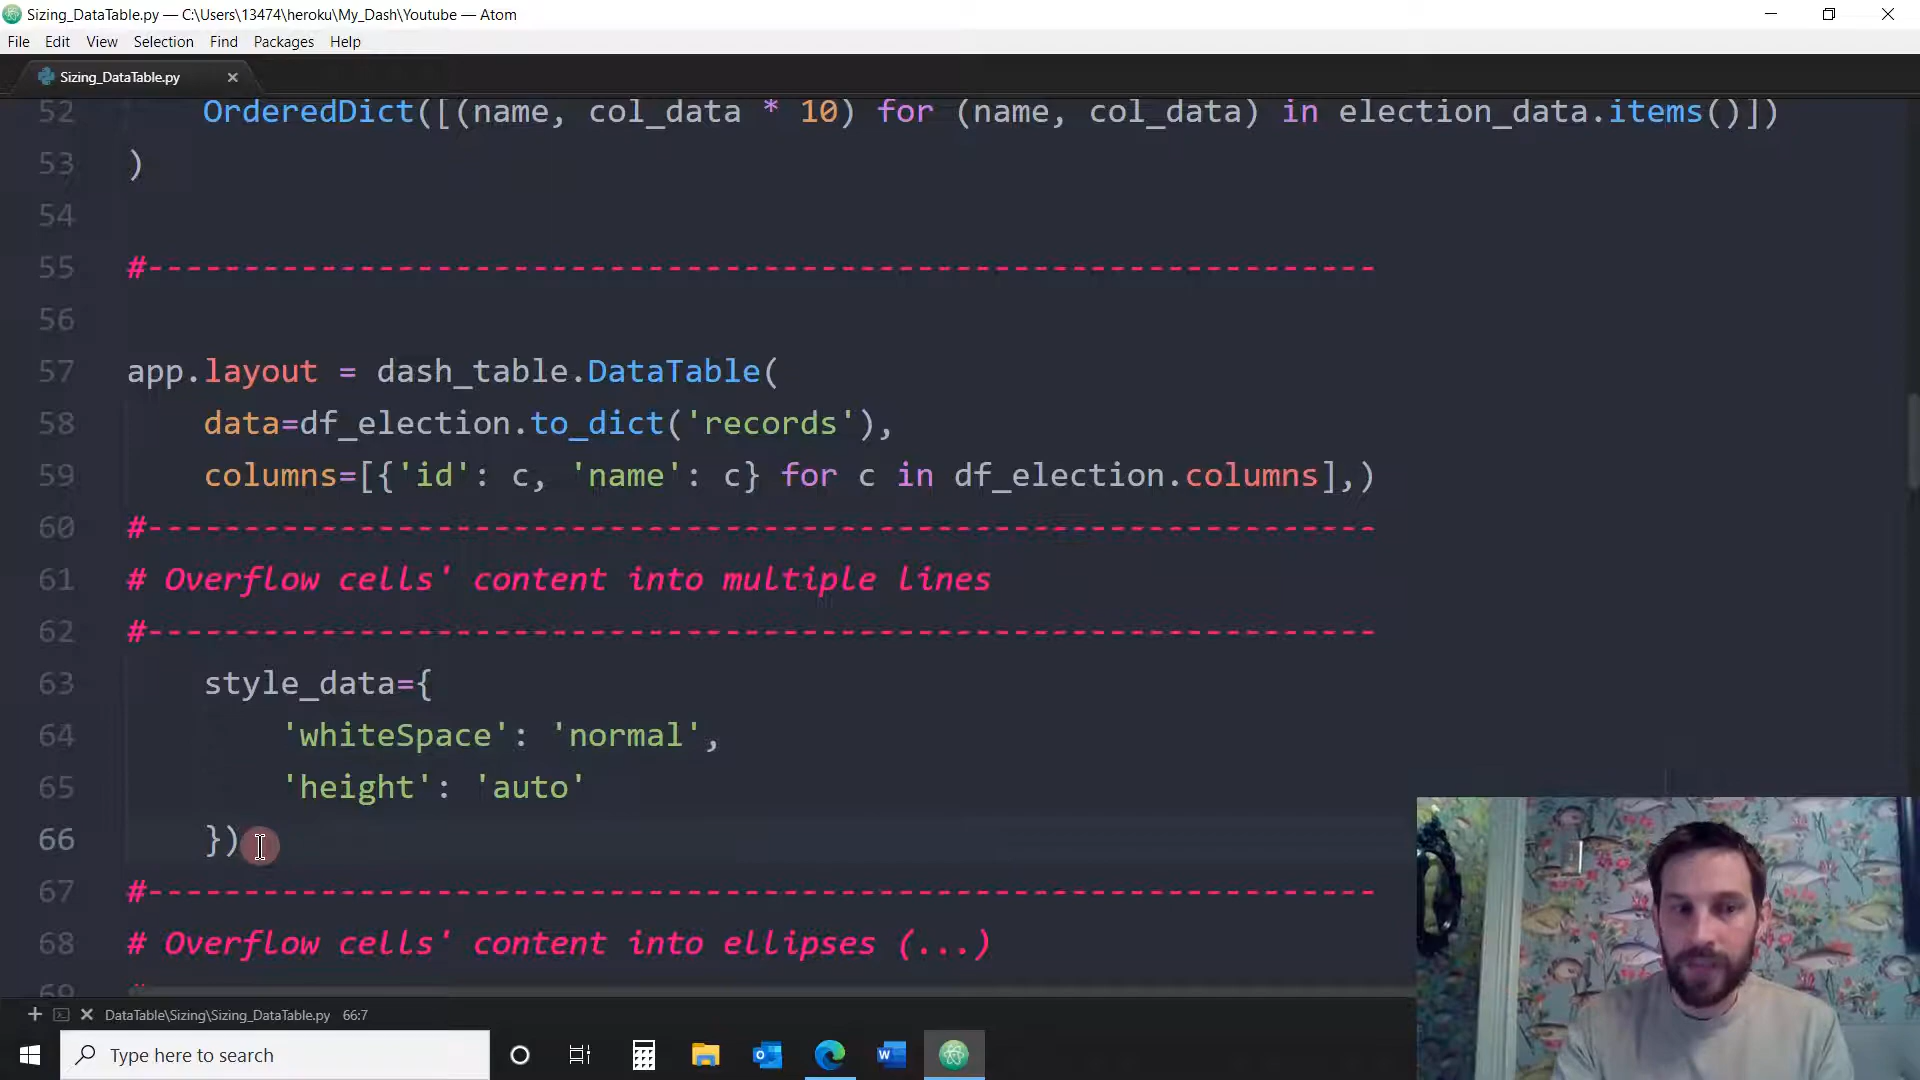 Sizing_DataTable.py — C:\Users\13474\heroku\My_Dash\Youtube — Atom
File Edit View Selection Find Packages Help
Sizing_DataTable.py
52 OrderedDict([(name, col_data * 10) for (name, col_data) in election_data.items()])
53 )
54
55 #----------------------------------------------------------------
56
57 app.layout = dash_table.DataTable(
58 data=df_election.to_dict('records'),
59 columns=[{'id': c, 'name': c} for c in df_election.columns],)
60 #----------------------------------------------------------------
61 # Overflow cells' content into multiple lines
62 #----------------------------------------------------------------
63 style_data={
64 'whiteSpace': 'normal',
65 'height': 'auto'
66 })
67 #----------------------------------------------------------------
68 # Overflow cells' content into ellipses (...)
69
DataTable\Sizing\Sizing_DataTable.py 66:7
Type here to search